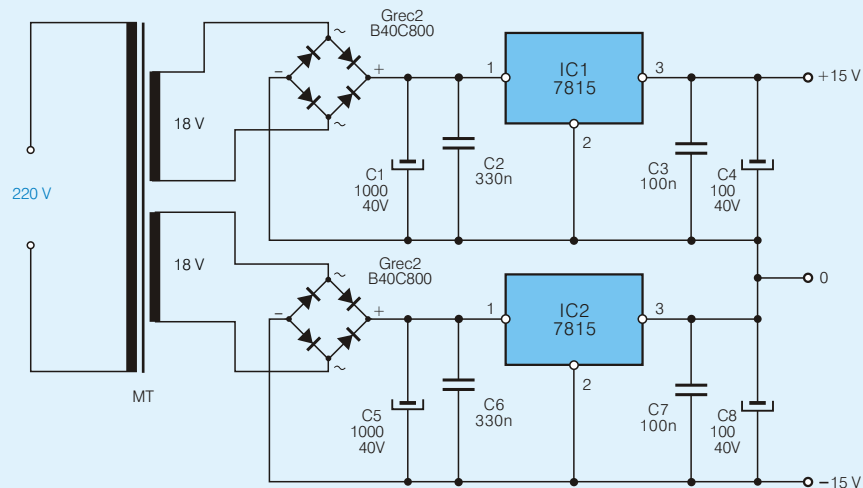 220 V
MT
18 V
18 V
Grec2
B40C800
~
~
−
+
C1
1000
40V
C2
330n
1
IC1
7815
3
2
C3
100n
C4
100
40V
+15 V
0
Grec2
B40C800
~
~
−
+
C5
1000
40V
C6
330n
1
IC2
7815
3
2
C7
100n
C8
100
40V
−15 V